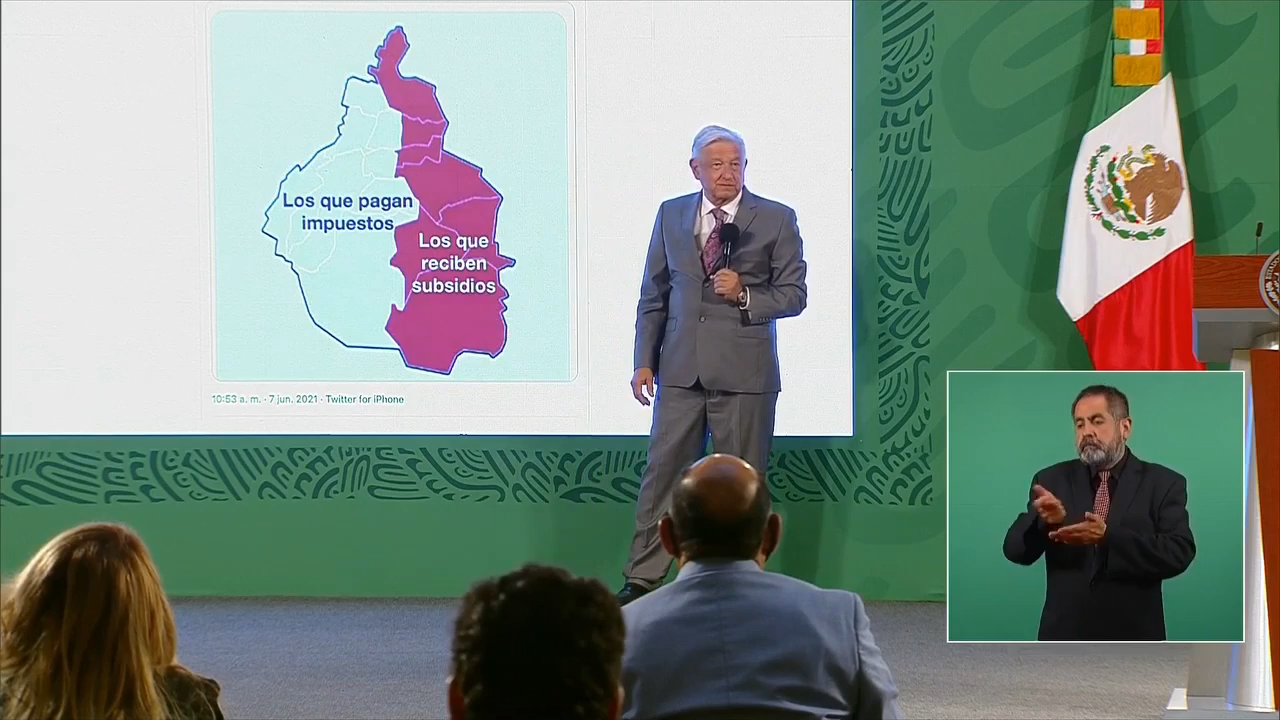 Los que pagan
impuestos
Los que
reciben
subsidios
10:53 a. m. · 7 jun. 2021 · Twitter for iPhone